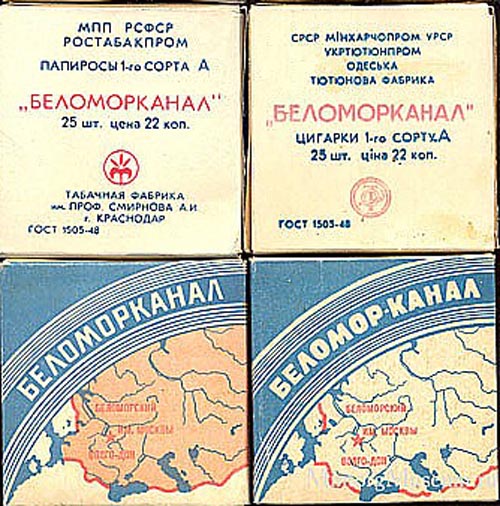 МПП РСФСР
РОСТАБАКПРОМ
ПАПИРОСЫ 1-го СОРТА А
„БЕЛОМОРКАНАЛ"
25 шт. цена 22 коп.
ТАБАЧНАЯ ФАБРИКА
им. ПРОФ. СМИРНОВА А.И.
г. КРАСНОДАР
ГОСТ 1505-48
СРСР МІНХАРЧОПРОМ УРСР
УКРТЮТЮНПРОМ
ОДЕСЬКА
ТЮТЮНОВА ФАБРИКА
„БЕЛОМОРКАНАЛ"
ЦИГАРКИ 1-го СОРТУ А
25 шт. ціна 22 коп.
ГОСТ 1505-48
БЕЛОМОРКАНАЛ
БЕЛОМОРСКИЙ
ИМ. МОСКВЫ
ВОЛГО-ДОН
БЕЛОМОР-КАНАЛ
БЕЛОМОРСКИЙ
ИМ. МОСКВЫ
ВОЛГО-ДОН